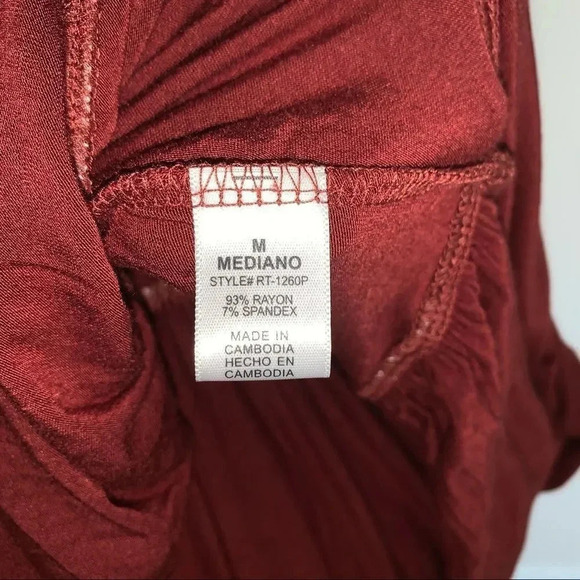 M
MEDIANO
STYLE# RT-1260P
93% RAYON
7% SPANDEX
MADE IN
CAMBODIA
HECHO EN
CAMBODIA